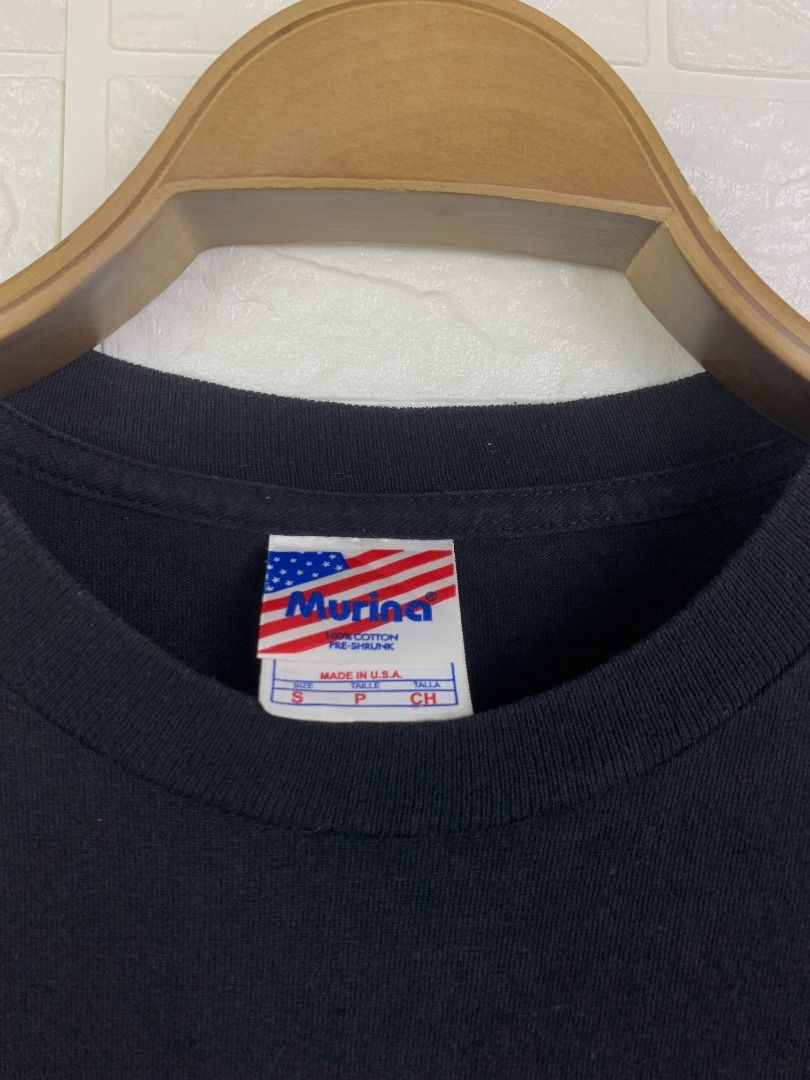 Murina®
100% COTTON
PRE-SHRUNK
MADE IN U.S.A.
SIZE TAILLE TALLA
S P CH